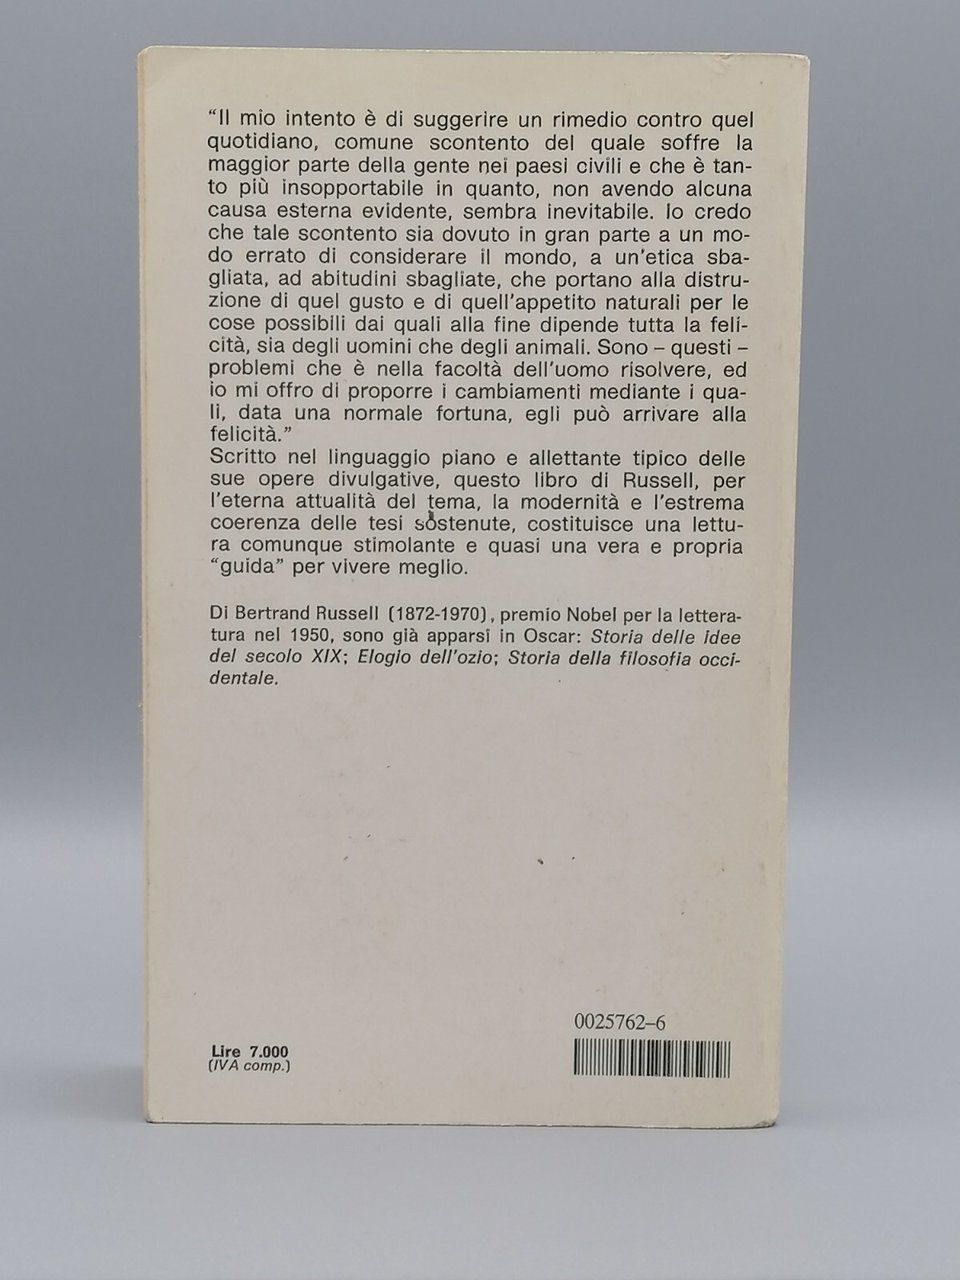 “Il mio intento è di suggerire un rimedio contro quel
quotidiano, comune scontento del quale soffre la
maggior parte della gente nei paesi civili e che è tan-
to più insopportabile in quanto, non avendo alcuna
causa esterna evidente, sembra inevitabile. Io credo
che tale scontento sia dovuto in gran parte a un mo-
do errato di considerare il mondo, a un'etica sba-
gliata, ad abitudini sbagliate, che portano alla distru-
zione di quel gusto e di quell'appetito naturali per le
cose possibili dai quali alla fine dipende tutta la feli-
cità, sia degli uomini che degli animali. Sono – questi –
problemi che è nella facoltà dell'uomo risolvere, ed
io mi offro di proporre i cambiamenti mediante i qua-
li, data una normale fortuna, egli può arrivare alla
felicità.”
Scritto nel linguaggio piano e allettante tipico delle
sue opere divulgative, questo libro di Russell, per
l'eterna attualità del tema, la modernità e l'estrema
coerenza delle tesi sostenute, costituisce una lettu-
ra comunque stimolante e quasi una vera e propria
“guida” per vivere meglio.
Di Bertrand Russell (1872-1970), premio Nobel per la lettera-
tura nel 1950, sono già apparsi in Oscar: Storia delle idee
del secolo XIX; Elogio dell'ozio; Storia della filosofia occi-
dentale.
0025762–6
Lire 7.000
(IVA comp.)